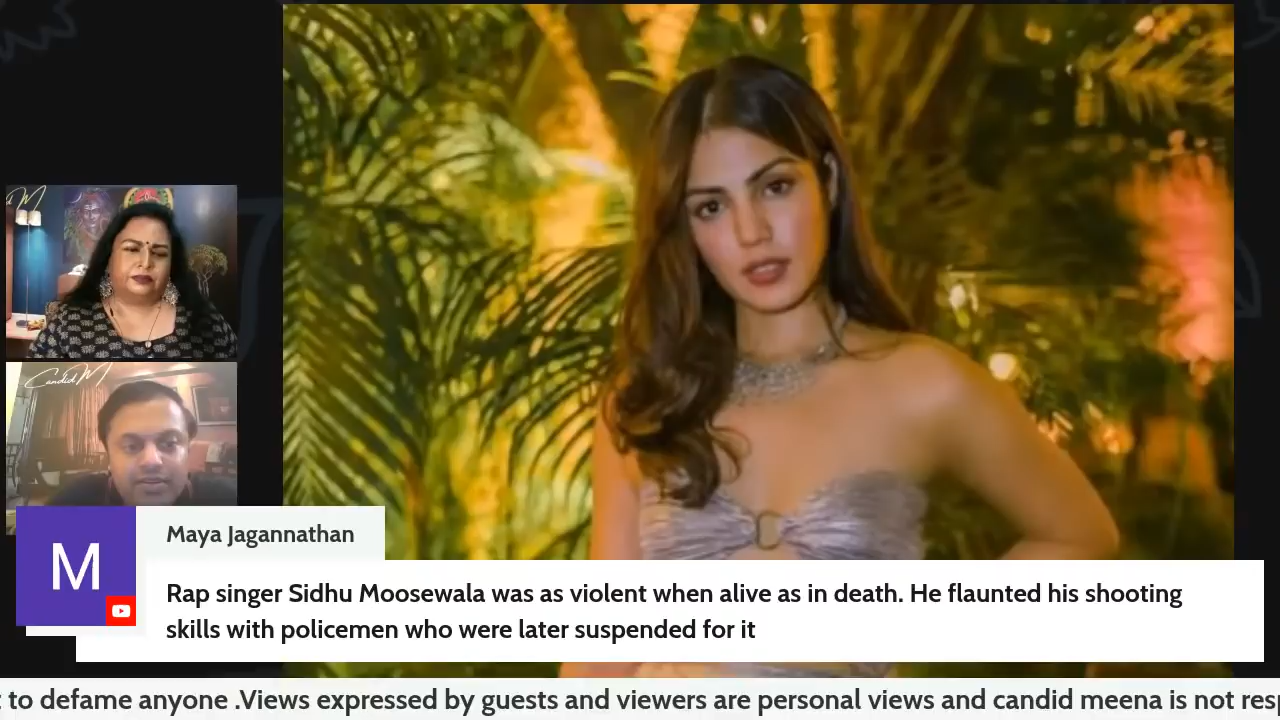 M
Candid M
M
Maya Jagannathan
Rap singer Sidhu Moosewala was as violent when alive as in death. He flaunted his shooting
skills with policemen who were later suspended for it
to defame anyone .Views expressed by guests and viewers are personal views and candid meena is not